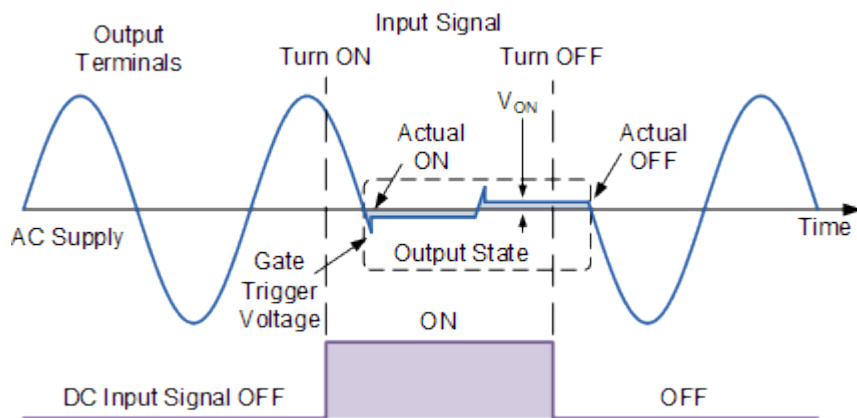 Input Signal
Output
Terminals
Turn ON
Turn OFF
VON
Actual
ON
Actual
OFF
AC Supply
Time
Gate
Trigger
Voltage
Output State
ON
DC Input Signal OFF
OFF